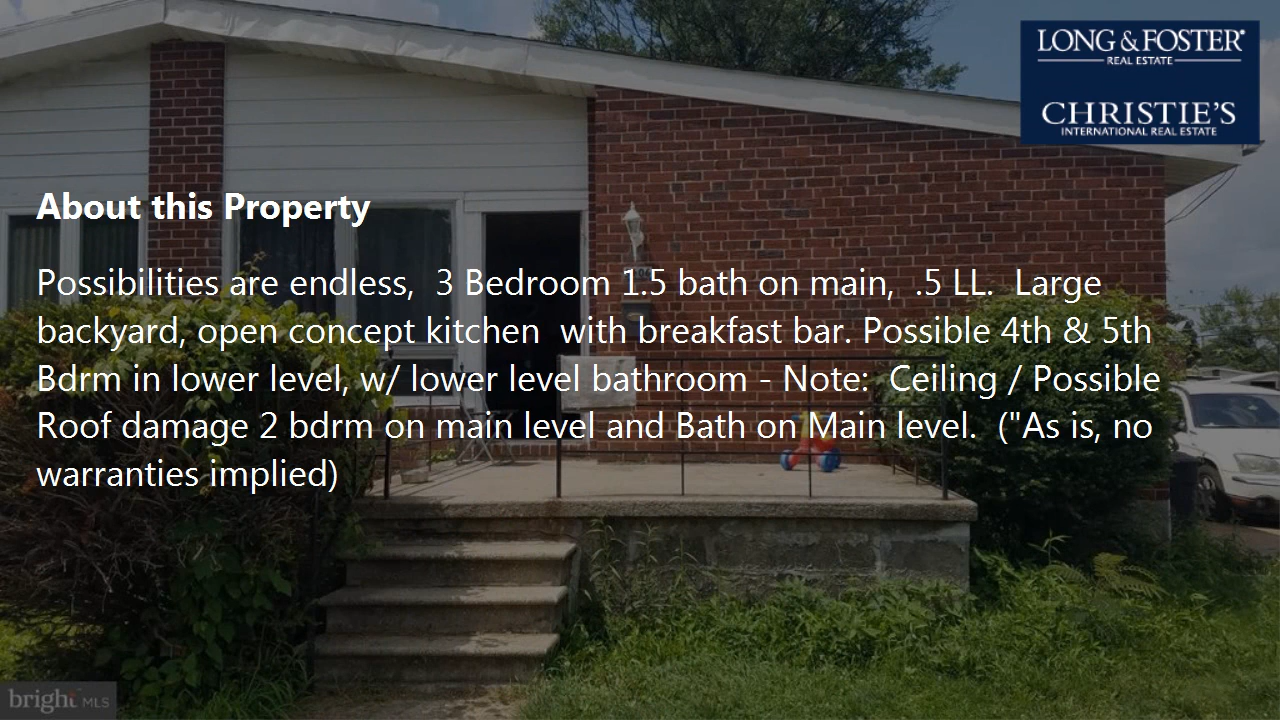 LONG & FOSTER®
REAL ESTATE
CHRISTIE'S
INTERNATIONAL REAL ESTATE
About this Property
Possibilities are endless,  3 Bedroom 1.5 bath on main,  .5 LL.  Large
backyard, open concept kitchen  with breakfast bar. Possible 4th & 5th
Bdrm in lower level, w/ lower level bathroom - Note:  Ceiling / Possible
Roof damage 2 bdrm on main level and Bath on Main level.  ("As is, no
warranties implied)
bright MLS